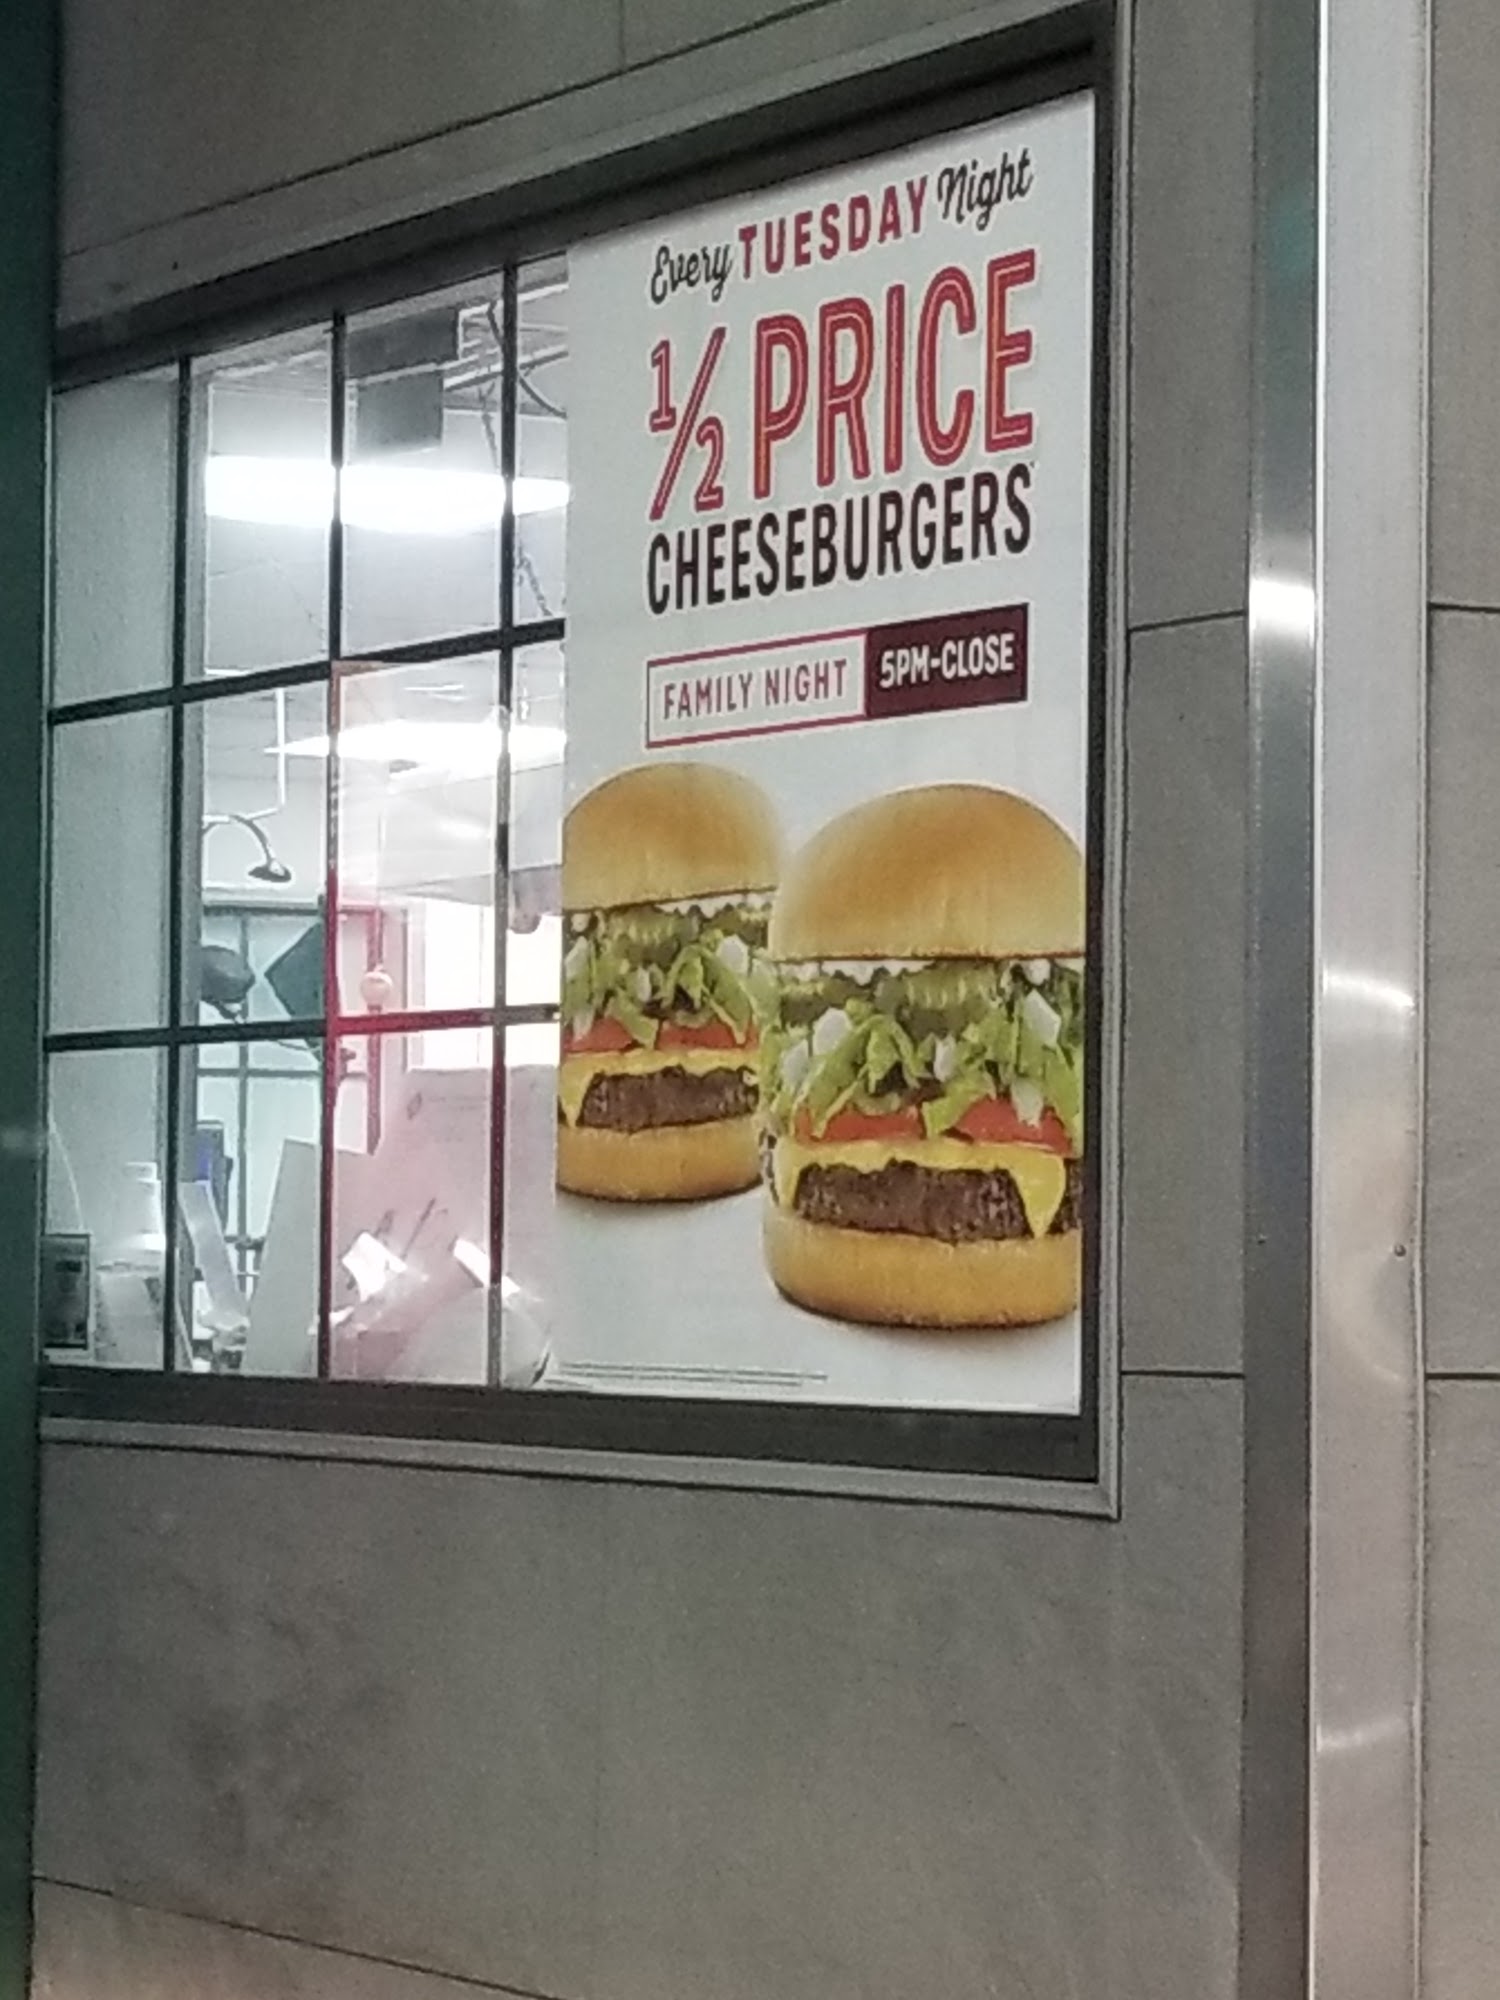 Every TUESDAY Night
½ PRICE
CHEESEBURGERS
FAMILY NIGHT 5PM-CLOSE